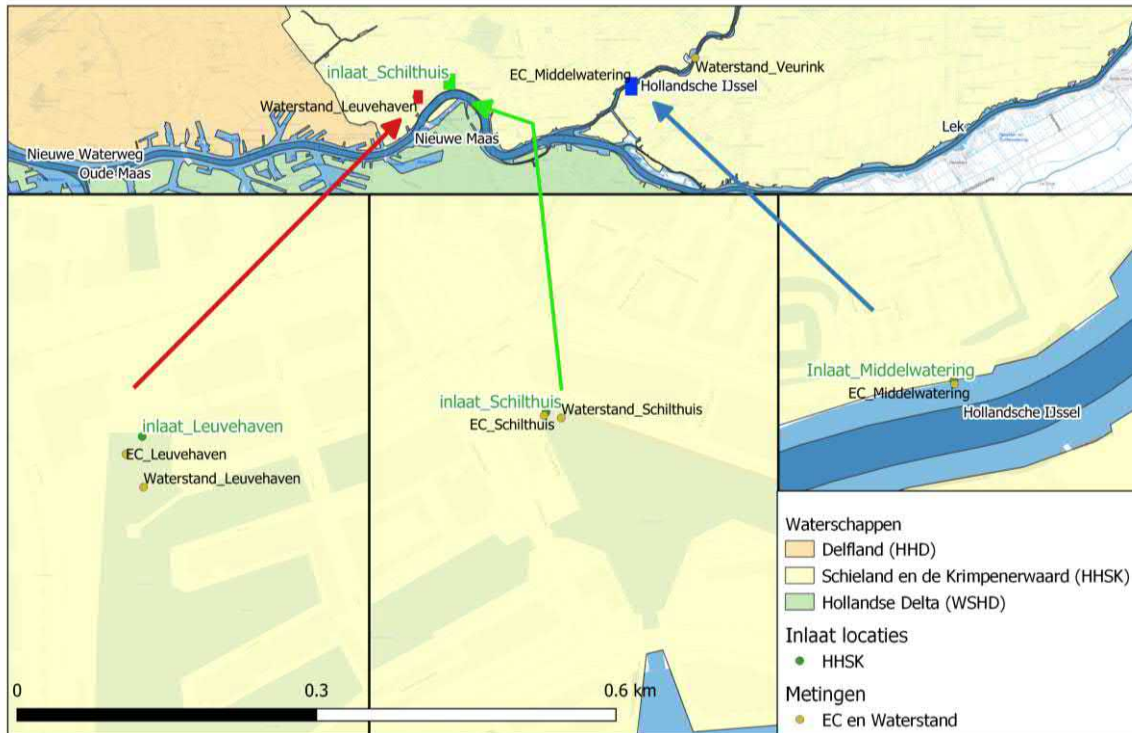 inlaat_Schilthuis
EC_Middelwatering
Waterstand_Veurink
Hollandsche IJssel
Waterstand_Leuvehaven
Nieuwe Maas
Lek
Nieuwe Waterweg
Oude Maas
inlaat_Leuvehaven
EC_Leuvehaven
Waterstand_Leuvehaven
inlaat_Schilthuis
Waterstand_Schilthuis
EC_Schilthuis
Inlaat_Middelwatering
EC_Middelwatering
Hollandsche IJssel
Waterschappen
Delfland (HHD)
Schieland en de Krimpenerwaard (HHSK)
Hollandse Delta (WSHD)
Inlaat locaties
HHSK
Metingen
EC en Waterstand
0 0.3 0.6 km